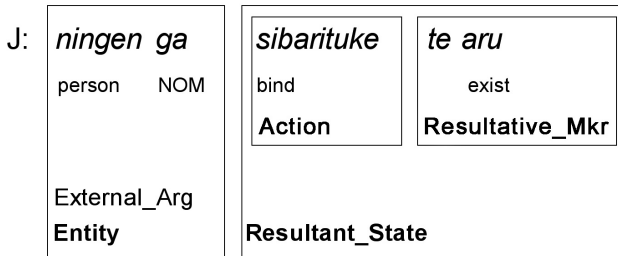 J: ningen ga sibarituke te aru
person NOM bind exist
Action Resultative_Mkr
External_Arg
Entity Resultant_State